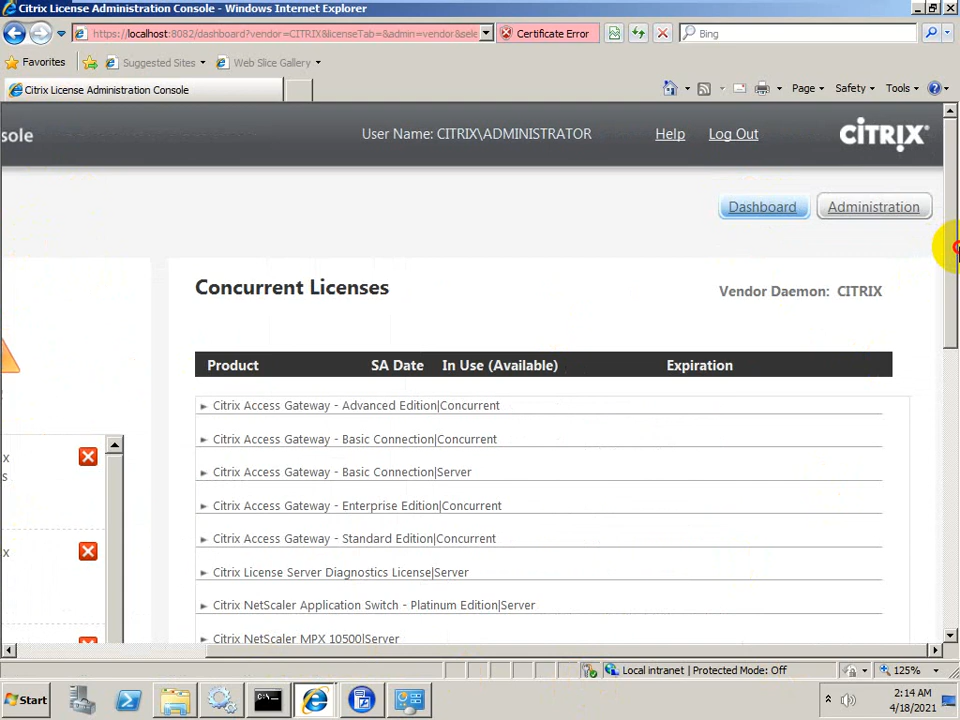 Citrix License Administration Console - Windows Internet Explorer
https://localhost:8082/dashboard?vendor=CITRIX&licenseTab=&admin=vendor&sele
Certificate Error
Bing
Favorites
Suggested Sites
Web Slice Gallery
Citrix License Administration Console
Page
Safety
Tools
sole
User Name: CITRIX\ADMINISTRATOR
Help
Log Out
CITRIX
Dashboard
Administration
Concurrent Licenses
Vendor Daemon: CITRIX
Product SA Date In Use (Available) Expiration
Citrix Access Gateway - Advanced Edition|Concurrent
Citrix Access Gateway - Basic Connection|Concurrent
x
s
Citrix Access Gateway - Basic Connection|Server
Citrix Access Gateway - Enterprise Edition|Concurrent
Citrix Access Gateway - Standard Edition|Concurrent
x
Citrix License Server Diagnostics License|Server
Citrix NetScaler Application Switch - Platinum Edition|Server
Citrix NetScaler MPX 10500|Server
Local intranet | Protected Mode: Off
125%
Start
2:14 AM
4/18/2021